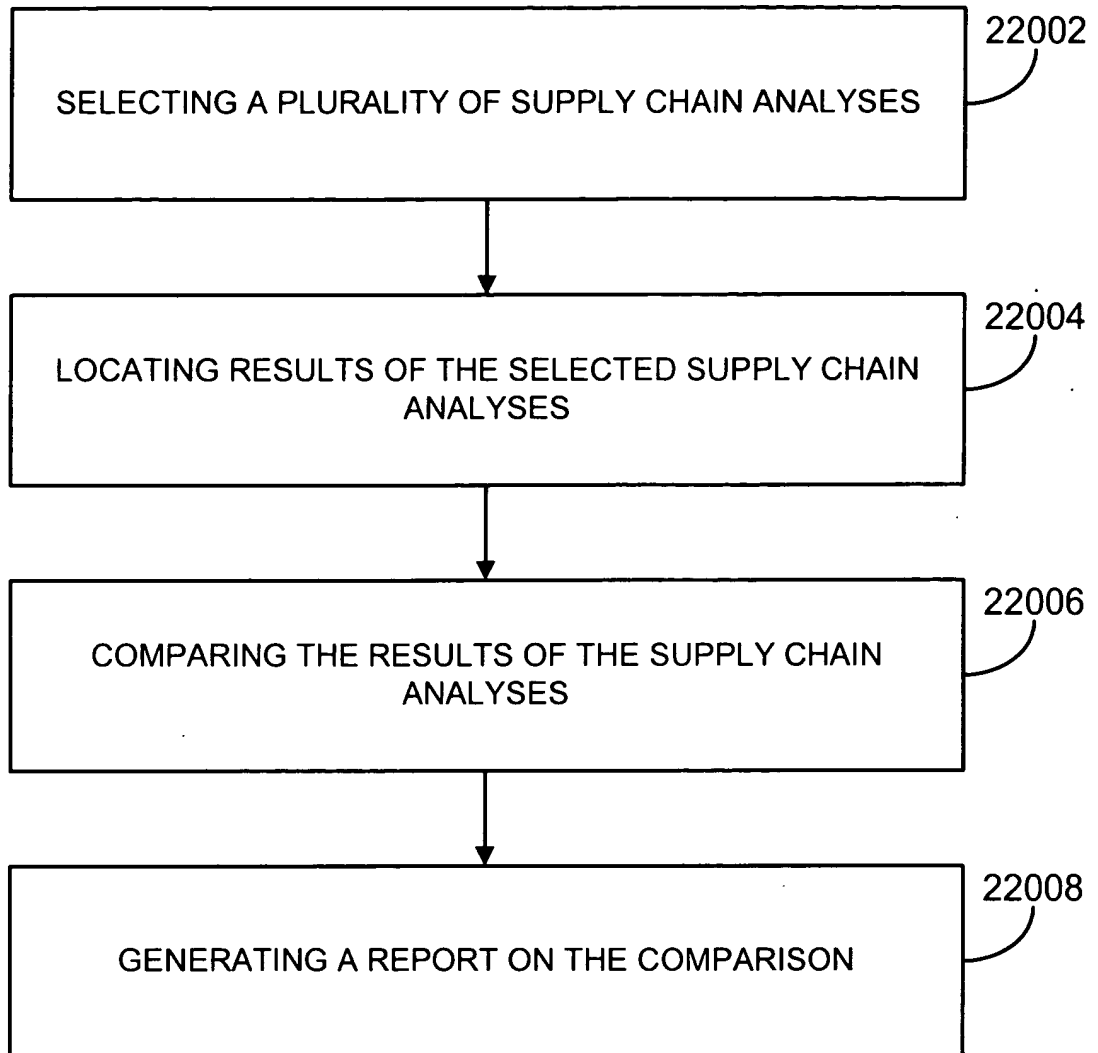 22002
SELECTING A PLURALITY OF SUPPLY CHAIN ANALYSES
22004
LOCATING RESULTS OF THE SELECTED SUPPLY CHAIN
ANALYSES
22006
COMPARING THE RESULTS OF THE SUPPLY CHAIN
ANALYSES
22008
GENERATING A REPORT ON THE COMPARISON